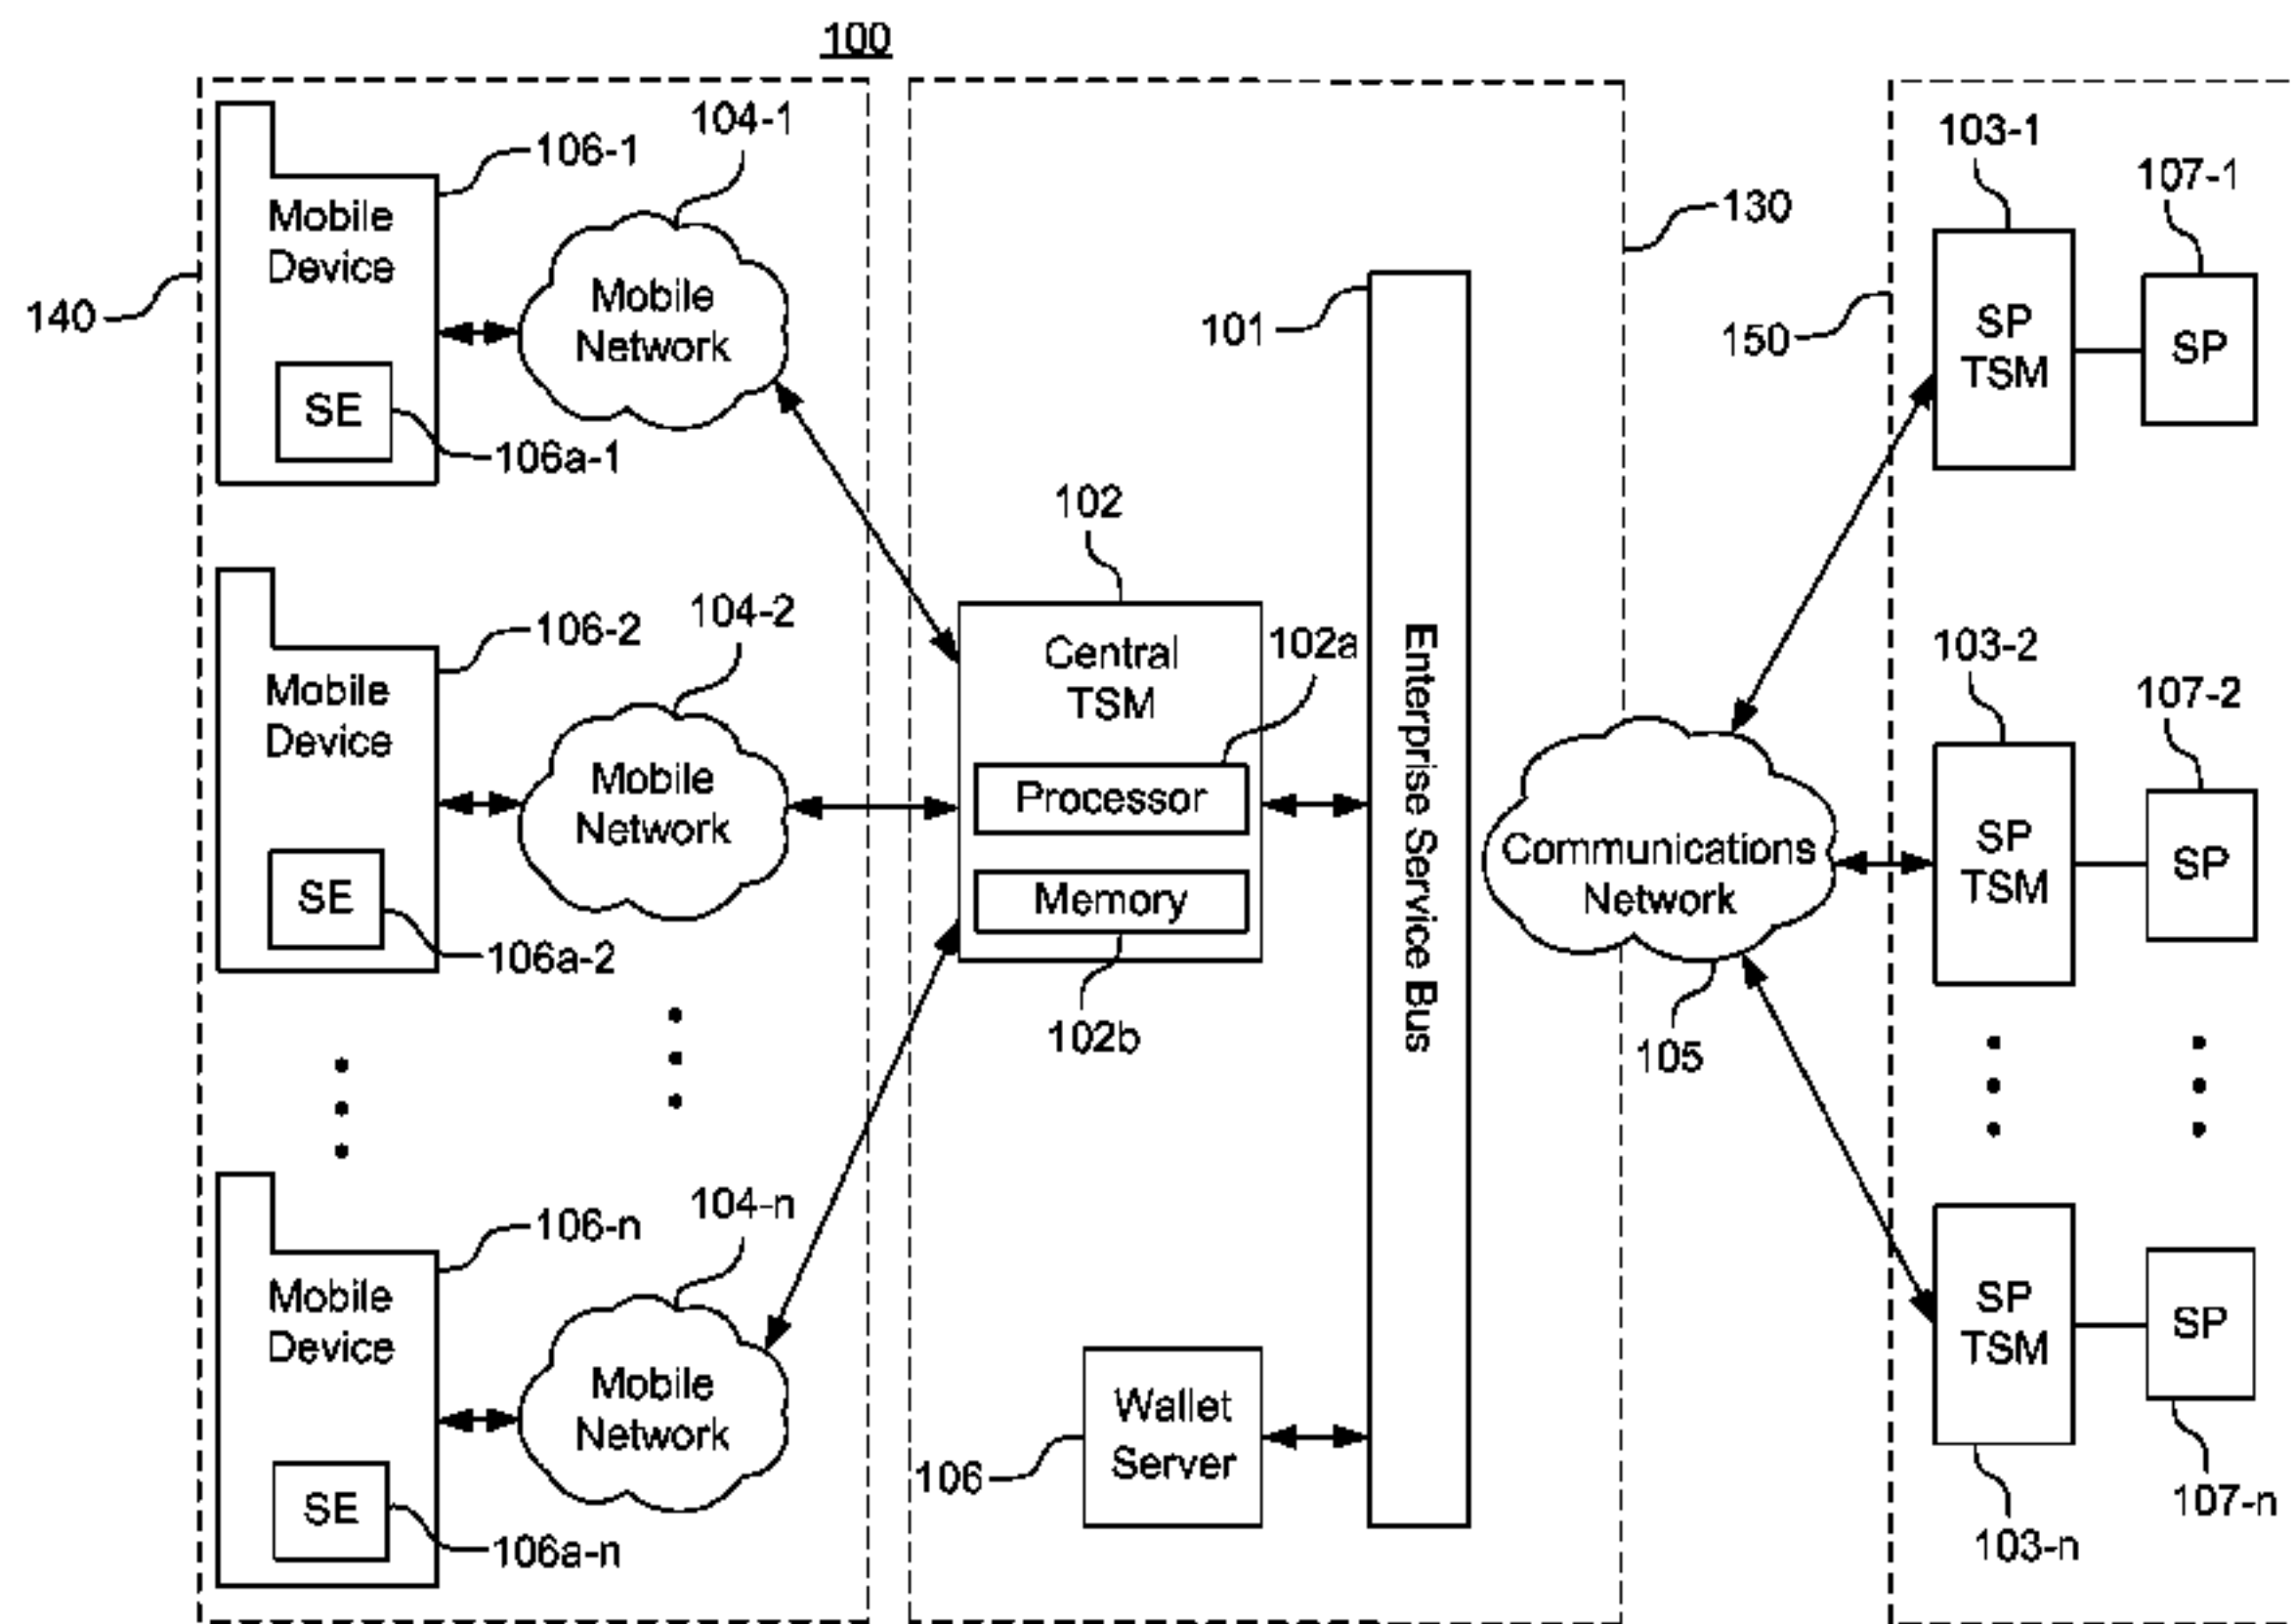 100
140
106-1
Mobile
Device
SE
106a-1
104-1
Mobile
Network
106-2
Mobile
Device
SE
106a-2
104-2
Mobile
Network
106-n
Mobile
Device
SE
106a-n
104-n
Mobile
Network
130
102
Central
TSM
102a
Processor
Memory
102b
101
Enterprise Service Bus
106
Wallet
Server
Communications
Network
105
150
103-1
SP
TSM
107-1
SP
103-2
SP
TSM
107-2
SP
SP
TSM
103-n
SP
107-n